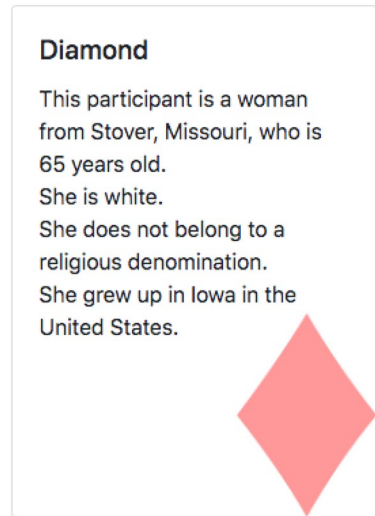 Diamond
This participant is a woman
from Stover, Missouri, who is
65 years old.
She is white.
She does not belong to a
religious denomination.
She grew up in Iowa in the
United States.